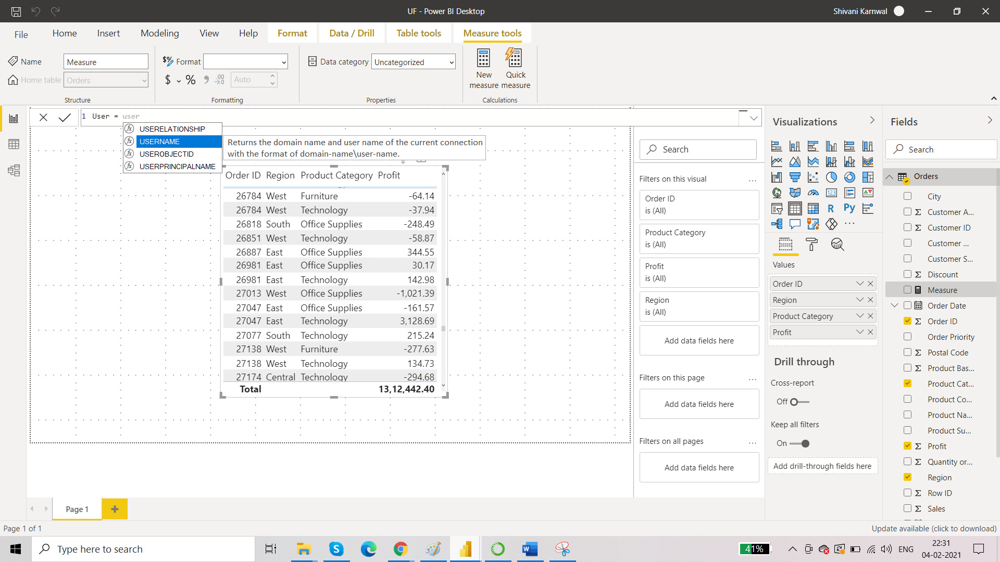 UF - Power BI Desktop
Shivani Karnwal
File Home Insert Modeling View Help Format Data / Drill Table tools Measure tools
Name Measure
Home table Orders
Structure
$% Format
$ % 9 .00
Auto
Formatting
Data category Uncategorized
Properties
New measure
Quick measure
Calculations
1 User = user
USERELATIONSHIP
USERNAME
USEROBJECTID
USERPRINCIPALNAME
Returns the domain name and user name of the current connection
with the format of domain-name\user-name.
Order ID Region Product Category Profit
26784 West Furniture -64.14
26784 West Technology -37.94
26818 South Office Supplies -248.49
26851 West Technology -58.87
26887 East Office Supplies 344.55
26981 East Office Supplies 30.17
26981 East Technology 142.98
27013 West Office Supplies -1,021.39
27047 East Office Supplies -161.57
27047 East Technology 3,128.69
27077 South Technology 215.24
27138 West Furniture -277.63
27138 West Technology 134.73
27174 Central Technology -294.68
Total 13,12,442.40
Search
Filters on this visual ...
Order ID
is (All)
Product Category
is (All)
Profit
is (All)
Region
is (All)
Add data fields here
Filters on this page ...
Add data fields here
Filters on all pages ...
Add data fields here
Visualizations
123
R Py
...
Values
Order ID
Region
Product Category
Profit
Drill through
Cross-report
Off
Keep all filters
On
Add drill-through fields here
Fields
Search
Orders
City
Customer A...
Customer ID
Customer ...
Customer S...
Discount
Measure
Order Date
Order ID
Order Priority
Postal Code
Product Bas...
Product Cat...
Product Co...
Product Na...
Product Su...
Profit
Quantity or...
Region
Row ID
Sales
Page 1 +
Page 1 of 1
Update available (click to download)
Type here to search
41%
ENG
22:31
04-02-2021